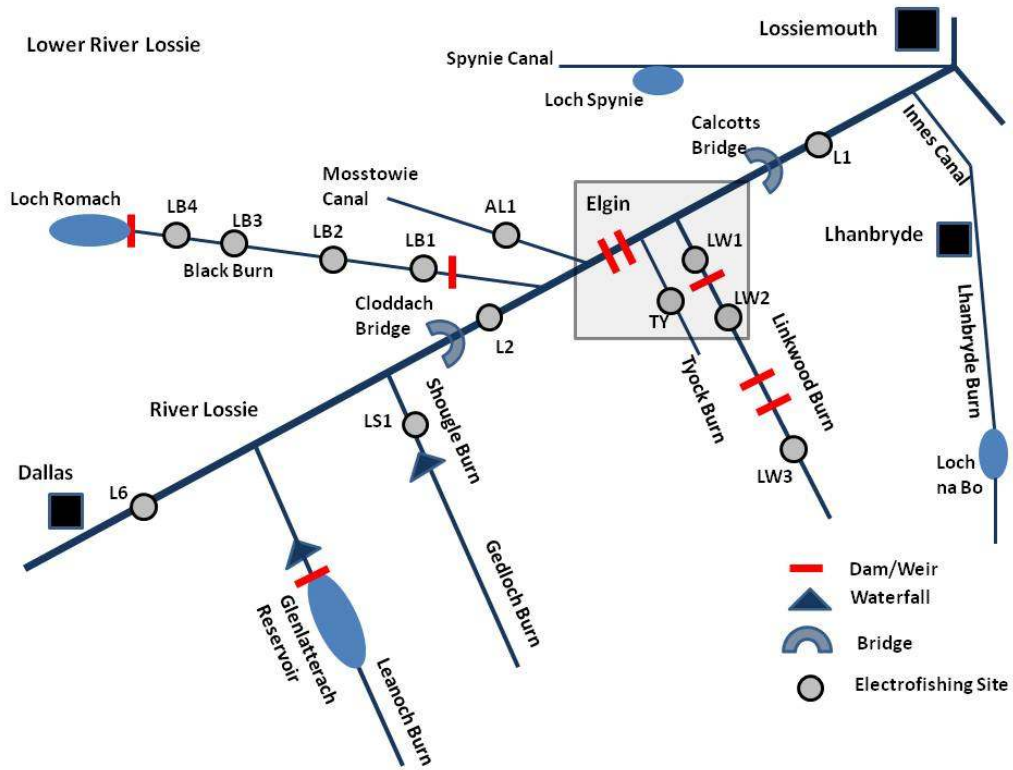 Lower River Lossie
Lossiemouth
Spynie Canal
Loch Spynie
Calcotts
Bridge
L1
Innes Canal
Mosstowie
Canal
Elgin
Loch Romach
LB4
LB3
LB2
LB1
AL1
Black Burn
LW1
Lhanbryde
Cloddach
Bridge
L2
TY
LW2
Linkwood Burn
Tyock Burn
Lhanbryde Burn
River Lossie
LS1
Shougle Burn
LW3
Loch
na Bo
Dallas
L6
Gedloch Burn
Glenlatterach
Reservoir
Leanoch Burn
Dam/Weir
Waterfall
Bridge
Electrofishing Site